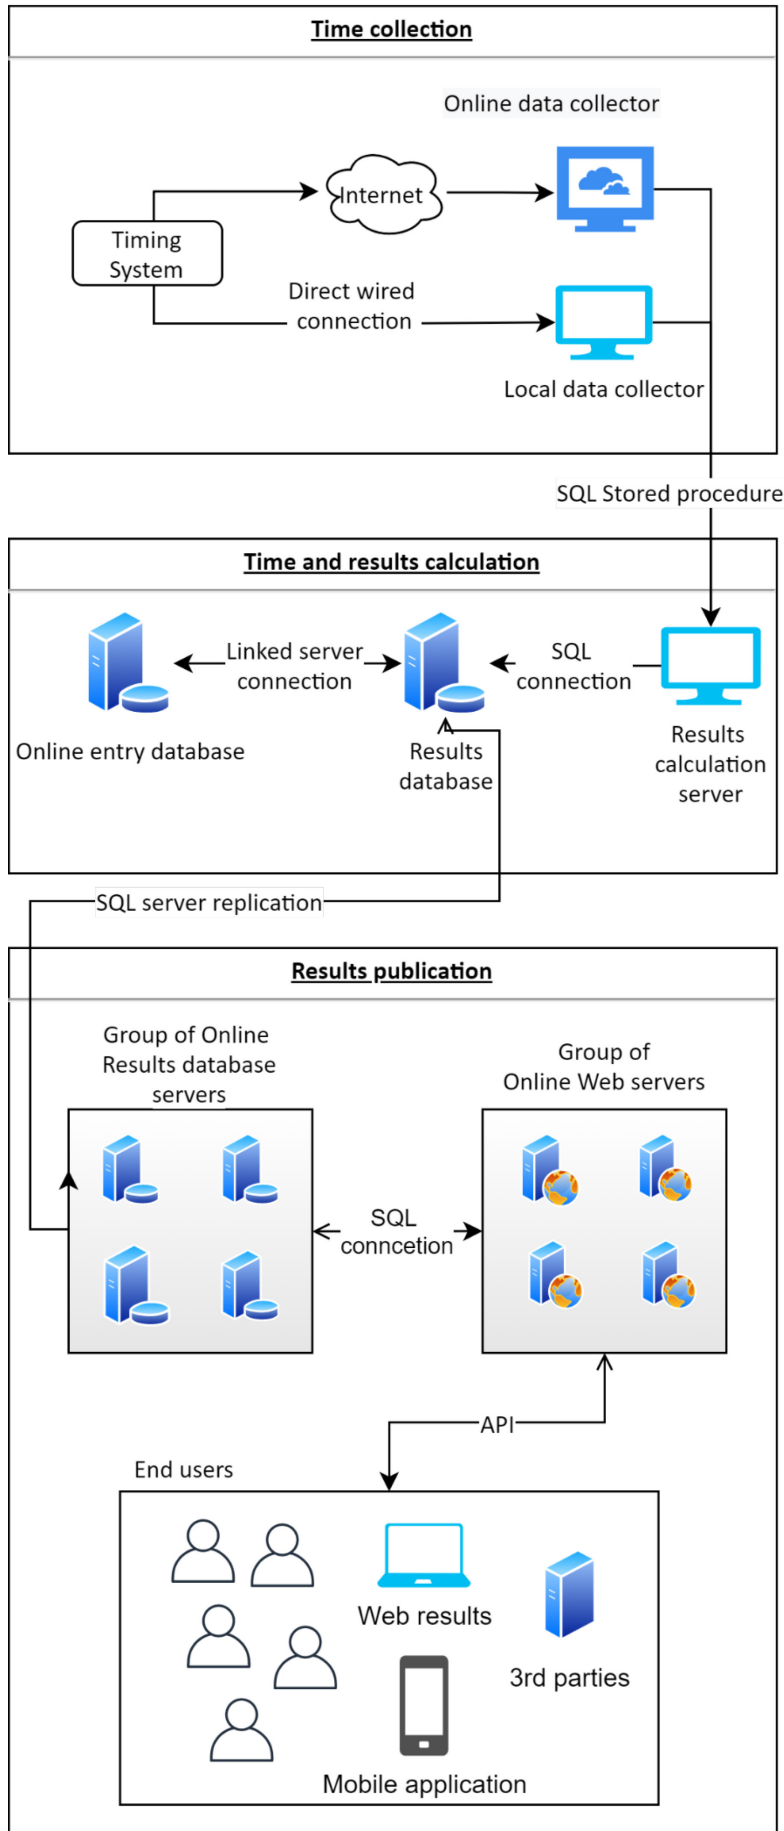 Time collection
Online data collector
Internet
Timing
System
Direct wired
connection
Local data collector
SQL Stored procedure
Time and results calculation
Linked server
connection
SQL
connection
Online entry database
Results
database
Results
calculation
server
SQL server replication
Results publication
Group of Online
Results database
servers
Group of
Online Web servers
SQL
conncetion
API
End users
Web results
3rd parties
Mobile application